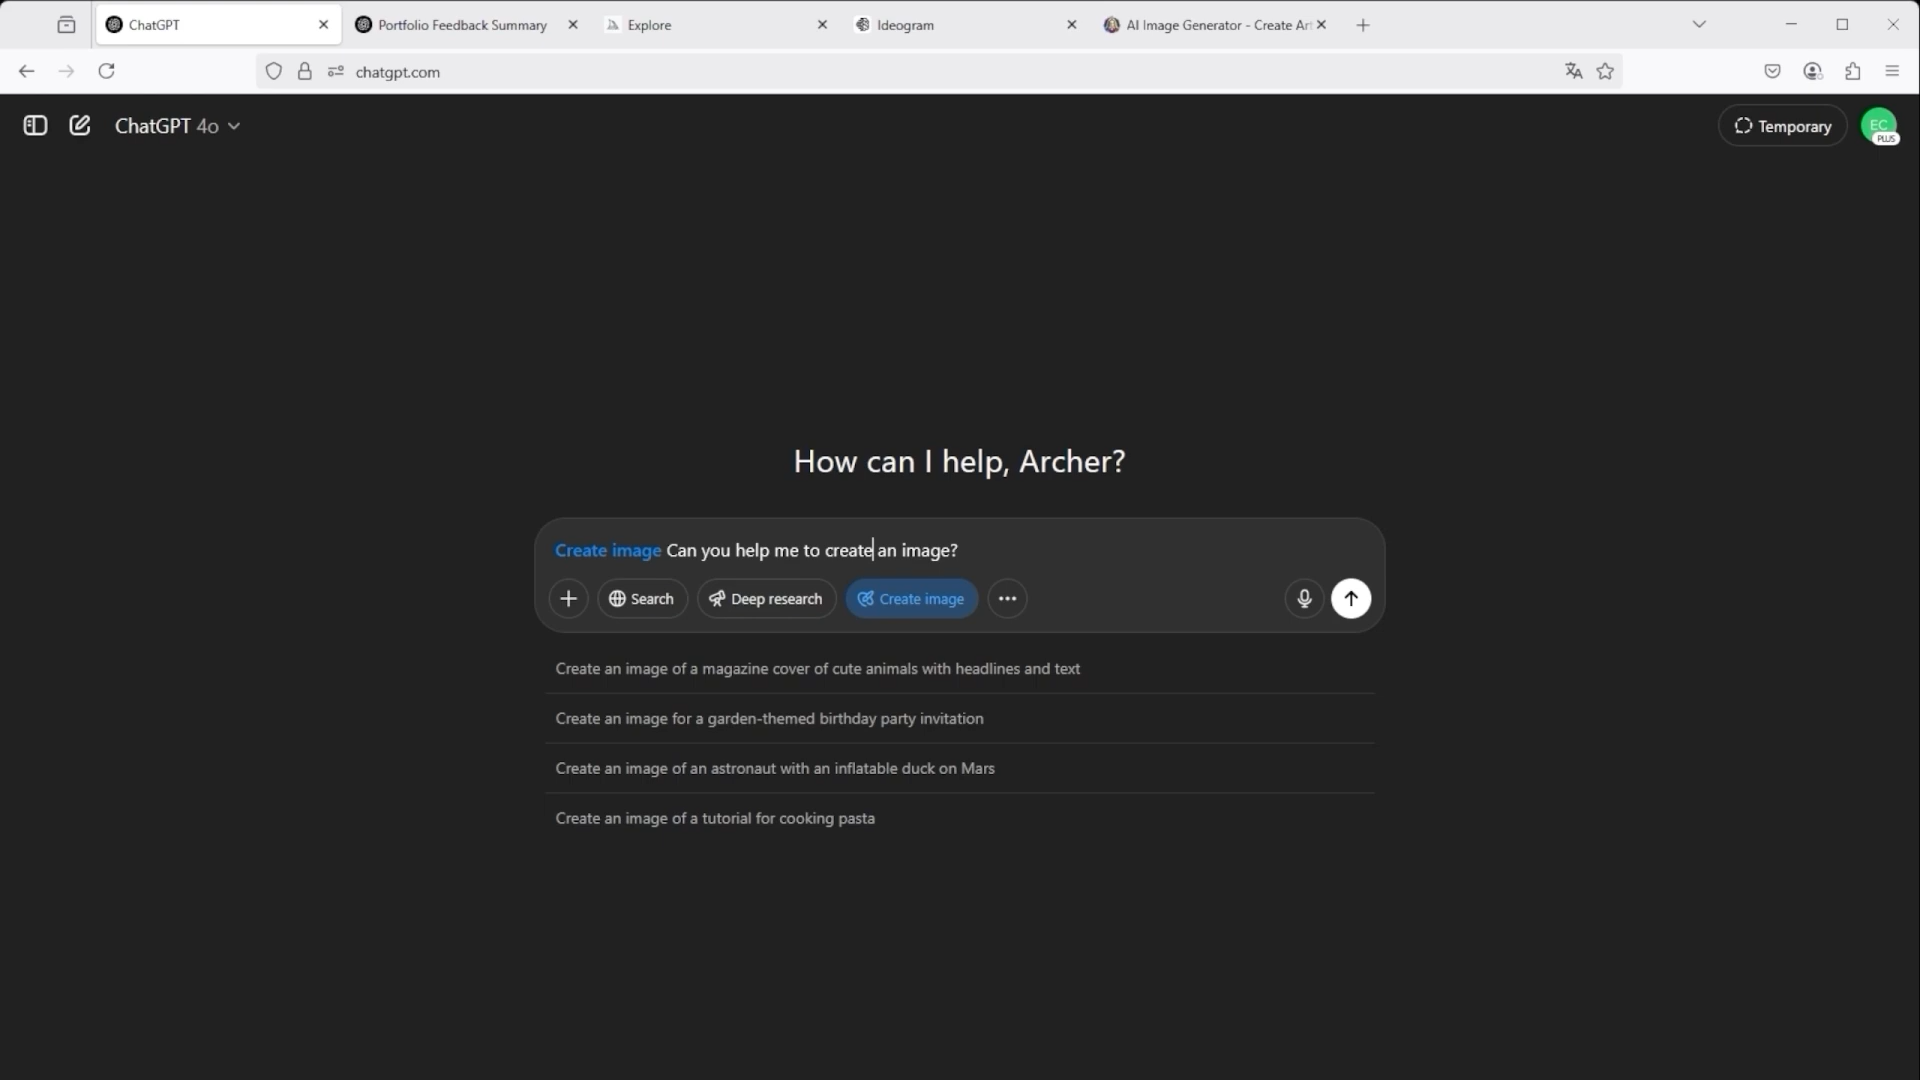 ChatGPT
Portfolio Feedback Summary
Explore
Ideogram
AI Image Generator - Create Ar
chatgpt.com
ChatGPT 4o
Temporary
EC
PLUS
How can I help, Archer?
Create image Can you help me to create an image?
Search
Deep research
Create image
Create an image of a magazine cover of cute animals with headlines and text
Create an image for a garden-themed birthday party invitation
Create an image of an astronaut with an inflatable duck on Mars
Create an image of a tutorial for cooking pasta